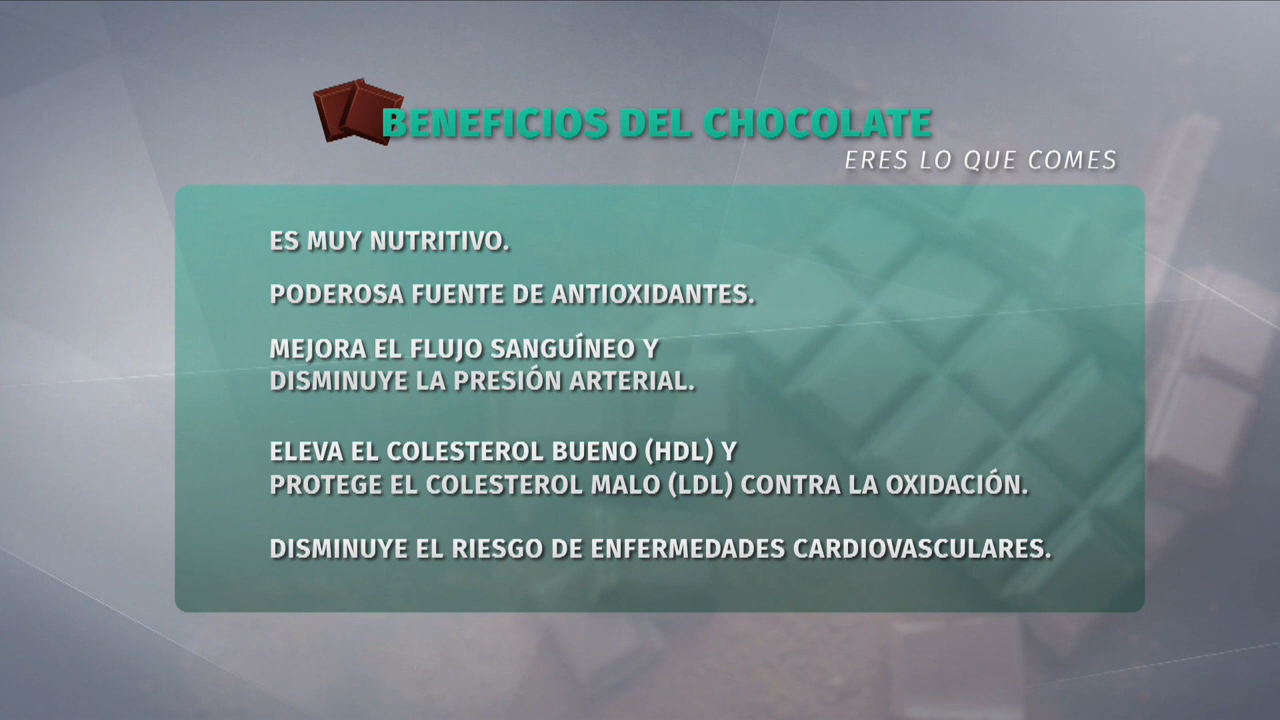 BENEFICIOS DEL CHOCOLATE
ERES LO QUE COMES
ES MUY NUTRITIVO.
PODEROSA FUENTE DE ANTIOXIDANTES.
MEJORA EL FLUJO SANGUÍNEO Y
DISMINUYE LA PRESIÓN ARTERIAL.
ELEVA EL COLESTEROL BUENO (HDL) Y
PROTEGE EL COLESTEROL MALO (LDL) CONTRA LA OXIDACIÓN.
DISMINUYE EL RIESGO DE ENFERMEDADES CARDIOVASCULARES.